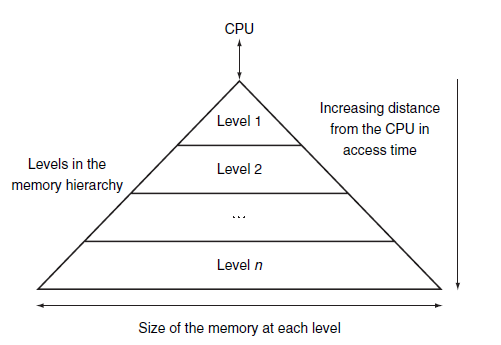 CPU
Level 1
Increasing distance
from the CPU in
access time
Levels in the
memory hierarchy
Level 2
...
Level n
Size of the memory at each level